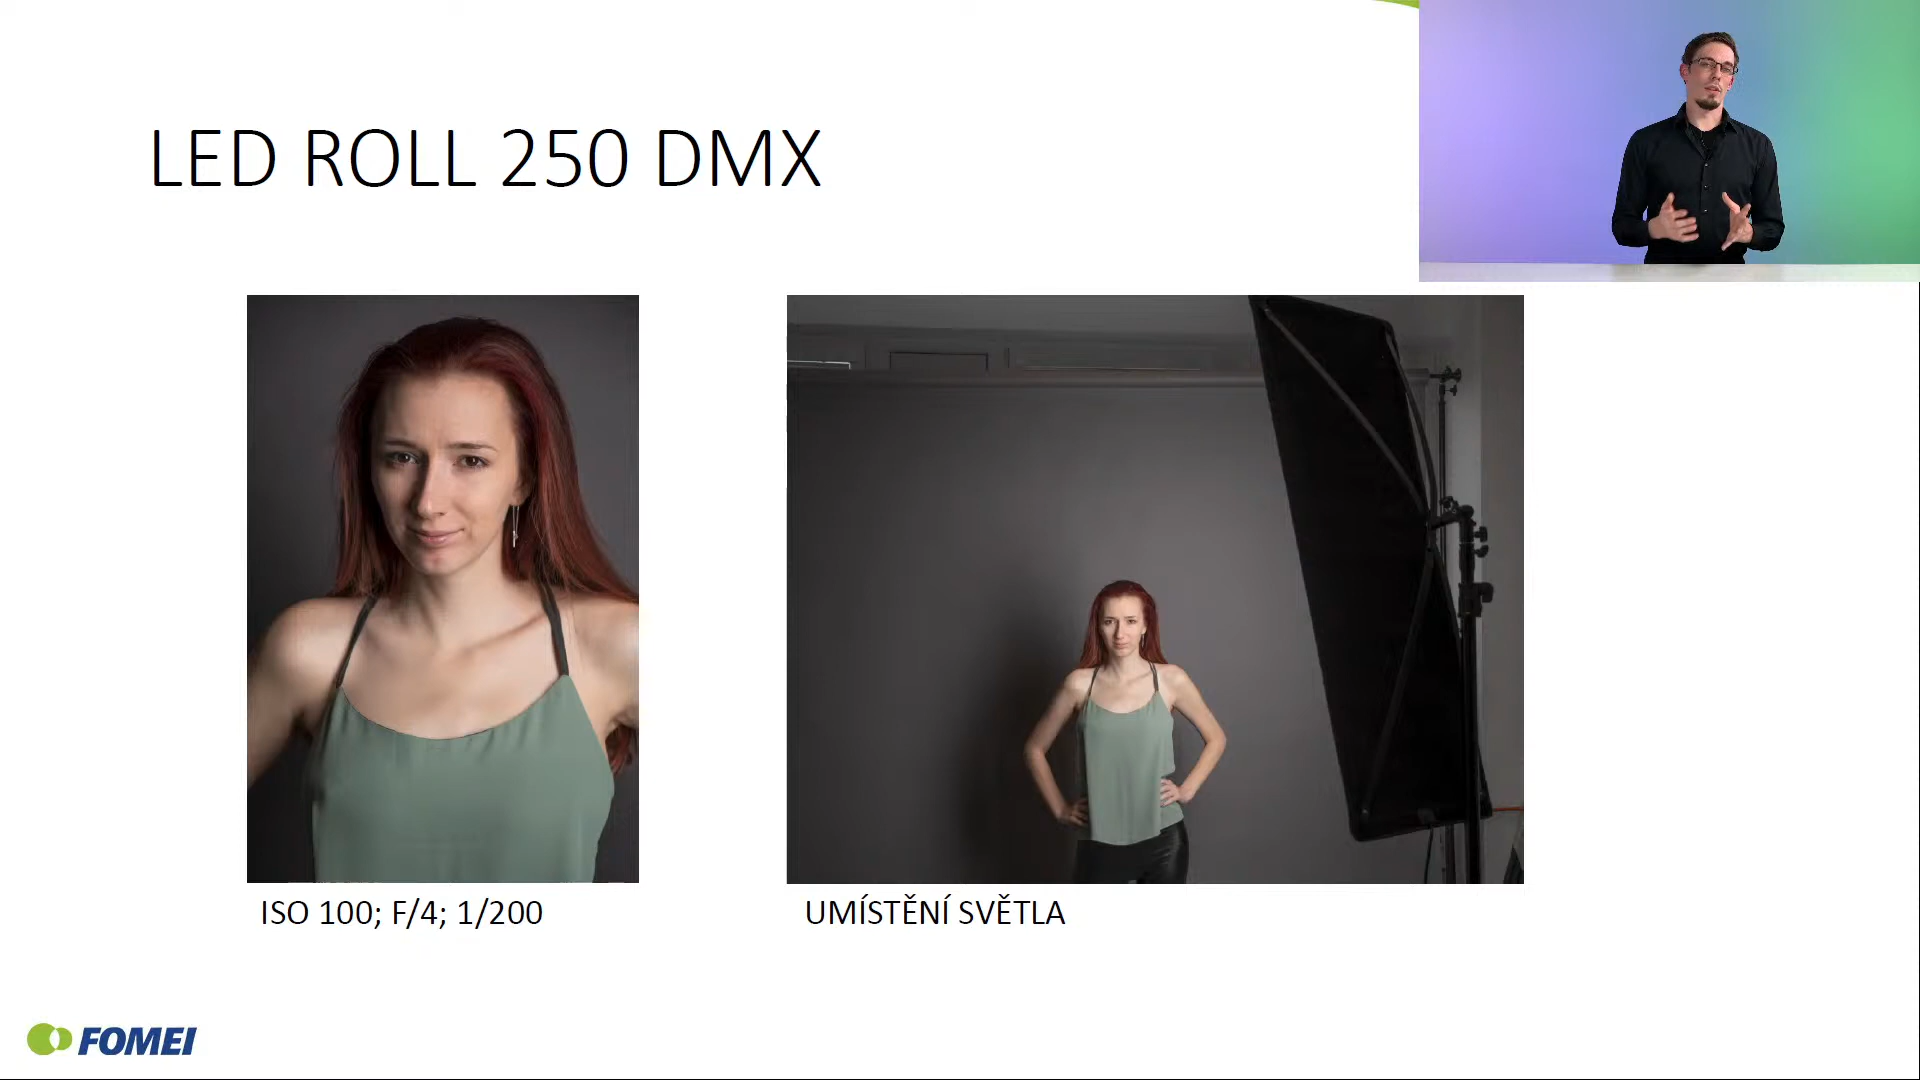 LED ROLL 250 DMX
ISO 100; F/4; 1/200
UMÍSTĚNÍ SVĚTLA
FOMEI